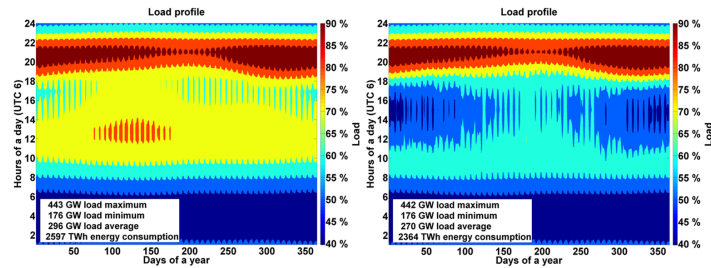 Load profile
Hours of a day (UTC 6)
24
22
20
18
16
14
12
10
8
6
4
2
443 GW load maximum
176 GW load minimum
296 GW load average
2597 TWh energy consumption
50 100 150 200 250 300 350
Days of a year
90 %
85 %
80 %
75 %
70 %
65 %
60 %
55 %
50 %
45 %
40 %
Load
Load profile
Hours of a day (UTC 6)
24
22
20
18
16
14
12
10
8
6
4
2
442 GW load maximum
176 GW load minimum
270 GW load average
2364 TWh energy consumption
50 100 150 200 250 300 350
Days of a year
90 %
85 %
80 %
75 %
70 %
65 %
60 %
55 %
50 %
45 %
40 %
Load